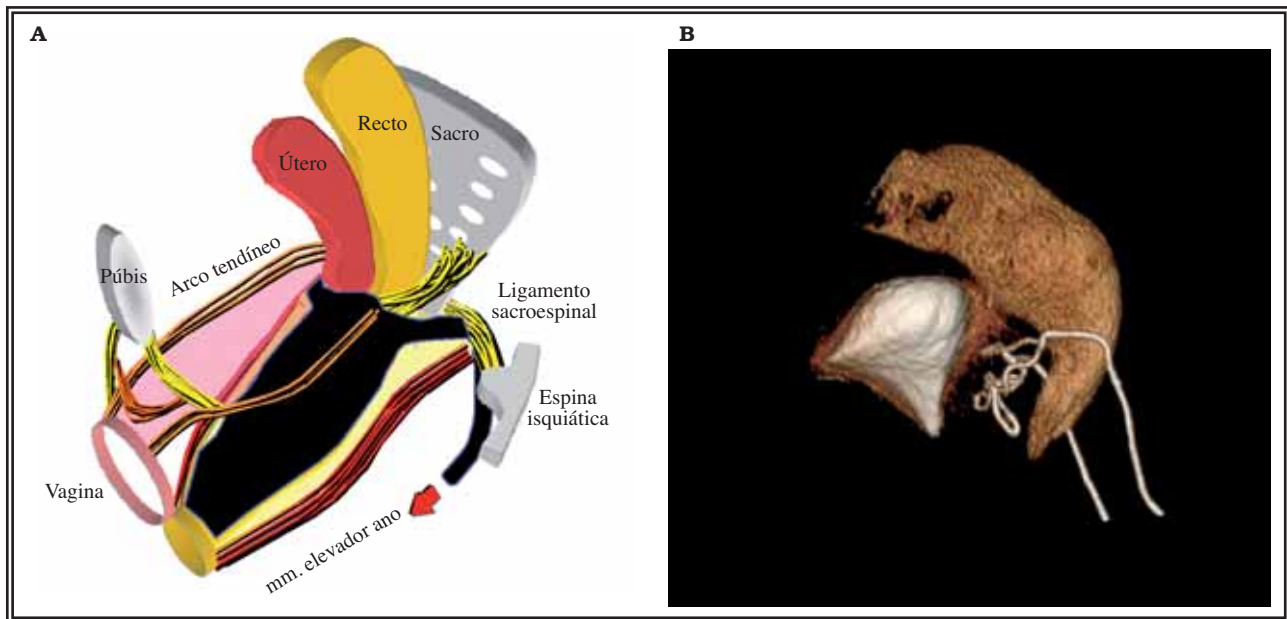 A
B
Recto
Sacro
Útero
Arco tendíneo
Púbis
Ligamento
sacroespinal
Espina
isquiática
Vagina
mm. elevador ano